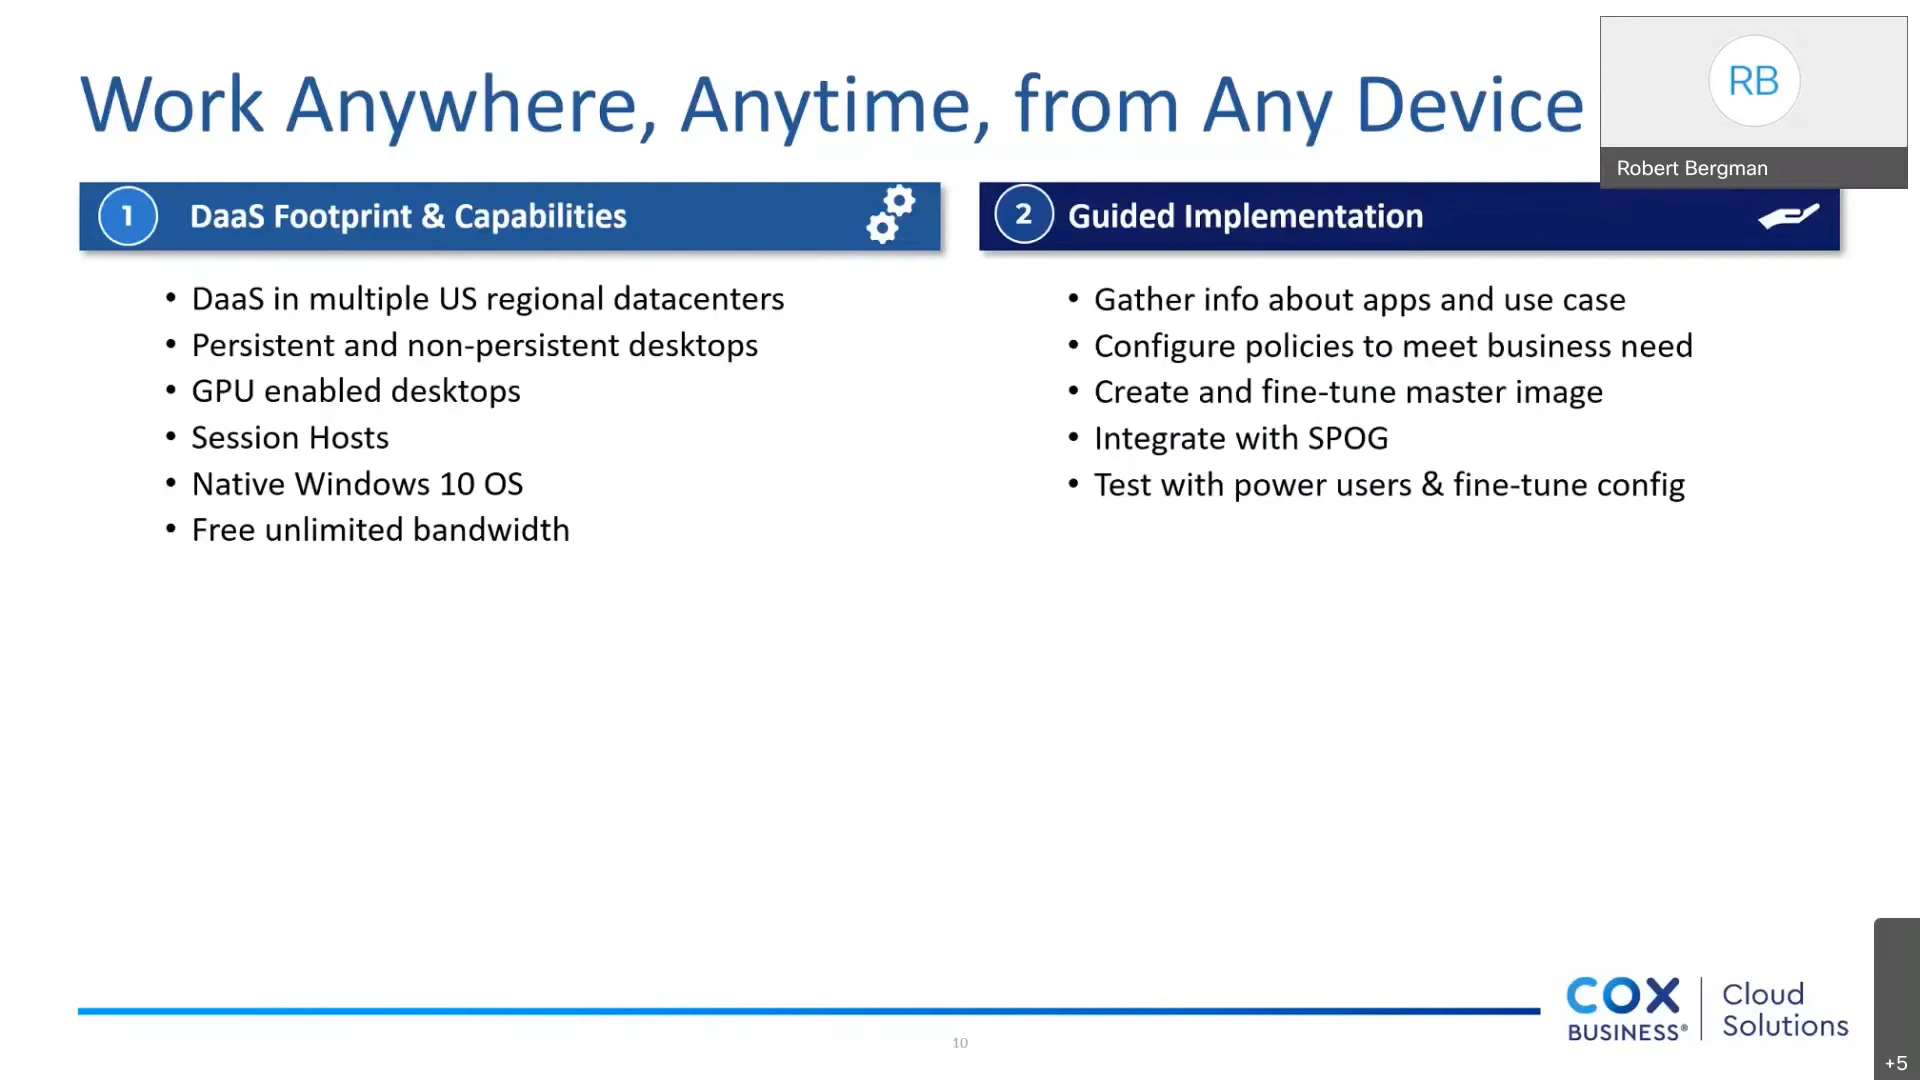 Work Anywhere, Anytime, from Any Device
RB
Robert Bergman
1 DaaS Footprint & Capabilities
• DaaS in multiple US regional datacenters
• Persistent and non-persistent desktops
• GPU enabled desktops
• Session Hosts
• Native Windows 10 OS
• Free unlimited bandwidth
2 Guided Implementation
• Gather info about apps and use case
• Configure policies to meet business need
• Create and fine-tune master image
• Integrate with SPOG
• Test with power users & fine-tune config
10
COX
BUSINESS®
Cloud
Solutions
+5